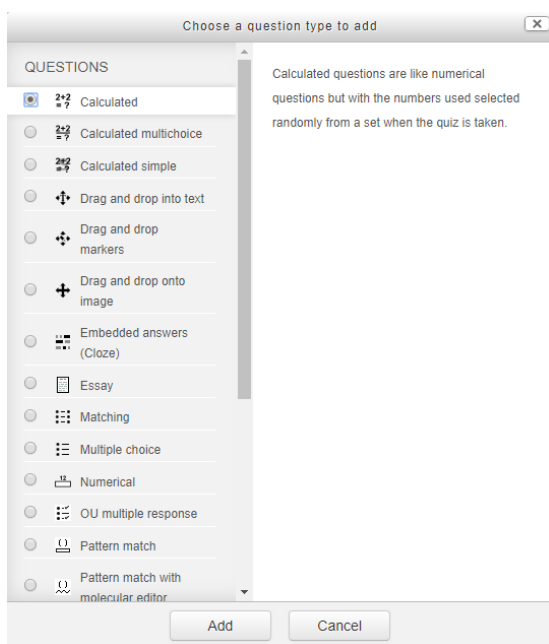 Choose a question type to add
QUESTIONS
Calculated
Calculated multichoice
Calculated simple
Drag and drop into text
Drag and drop
markers
Drag and drop onto
image
Embedded answers
(Cloze)
Essay
Matching
Multiple choice
Numerical
OU multiple response
Pattern match
Pattern match with
molecular editor
Calculated questions are like numerical
questions but with the numbers used selected
randomly from a set when the quiz is taken.
Add
Cancel